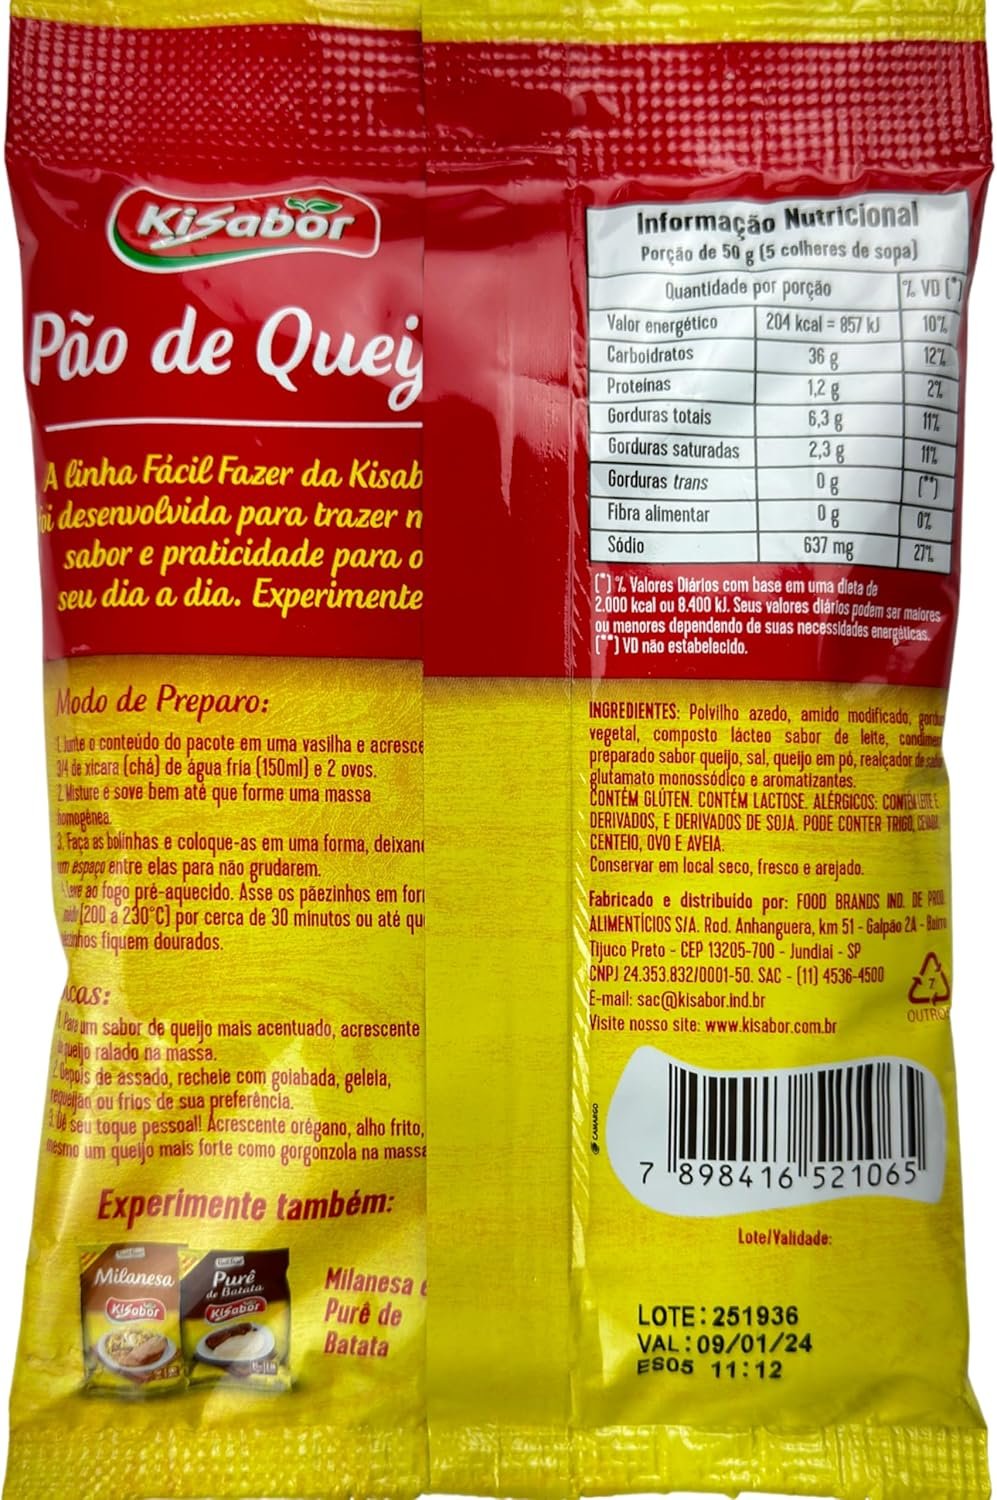 KiSabor
Pão de Queij
A linha Fácil Fazer da Kisab
oi desenvolvida para trazer n
sabor e praticidade para o
seu dia a dia. Experimente
Modo de Preparo:
1. Junte o conteúdo do pacote em uma vasilha e acresce
3/4 de xícara (chá) de água fria (150ml) e 2 ovos.
2. Misture e sove bem até que forme uma massa
homogênea.
3. Faça as bolinhas e coloque-as em uma forma, deixan
um espaço entre elas para não grudarem.
4. Leve ao fogo pré-aquecido. Asse os pãezinhos em for
(200 a 230°C) por cerca de 30 minutos ou até qu
ezinhos fiquem dourados.
icas:
1. Para um sabor de queijo mais acentuado, acrescente
queijo ralado na massa.
2. Depois de assado, recheie com goiabada, geleia,
requeijão ou frios de sua preferência.
3. Dê seu toque pessoal! Acrescente orégano, alho frito,
mesmo um queijo mais forte como gorgonzola na massa
Experimente também:
Milanesa
KiSabor
Purê
de Batata
KiSabor
Milanesa e
Purê de
Batata
Informação Nutricional
Porção de 50 g (5 colheres de sopa)
Quantidade por porção % VD (*)
Valor energético 204 kcal = 857 kJ 10%
Carboidratos 36 g 12%
Proteínas 1,2 g 2%
Gorduras totais 6,3 g 11%
Gorduras saturadas 2,3 g 11%
Gorduras trans 0 g (**)
Fibra alimentar 0 g 0%
Sódio 637 mg 27%
(*) % Valores Diários com base em uma dieta de
2.000 kcal ou 8.400 kJ. Seus valores diários podem ser maiores
ou menores dependendo de suas necessidades energéticas.
(**) VD não estabelecido.
INGREDIENTES: Polvilho azedo, amido modificado, gordur
vegetal, composto lácteo sabor de leite, condimen
preparado sabor queijo, sal, queijo em pó, realçador de sabo
glutamato monossódico e aromatizantes.
CONTÉM GLÚTEN. CONTÉM LACTOSE. ALÉRGICOS: CONTÉM LEITE E
DERIVADOS, E DERIVADOS DE SOJA. PODE CONTER TRIGO, CEVADA,
CENTEIO, OVO E AVEIA.
Conservar em local seco, fresco e arejado.
Fabricado e distribuído por: FOOD BRANDS IND. DE PROD.
ALIMENTÍCIOS S/A. Rod. Anhanguera, km 51 - Galpão 2A - Bairro
Tijuco Preto - CEP 13205-700 - Jundiaí - SP
CNPJ 24.353.832/0001-50. SAC - (11) 4536-4500
E-mail: sac@kisabor.ind.br
Visite nosso site: www.kisabor.com.br
7
OUTROS
CAMARGO
7 898416 521065
Lote/Validade:
LOTE: 251936
VAL: 09/01/24
ES05 11:12